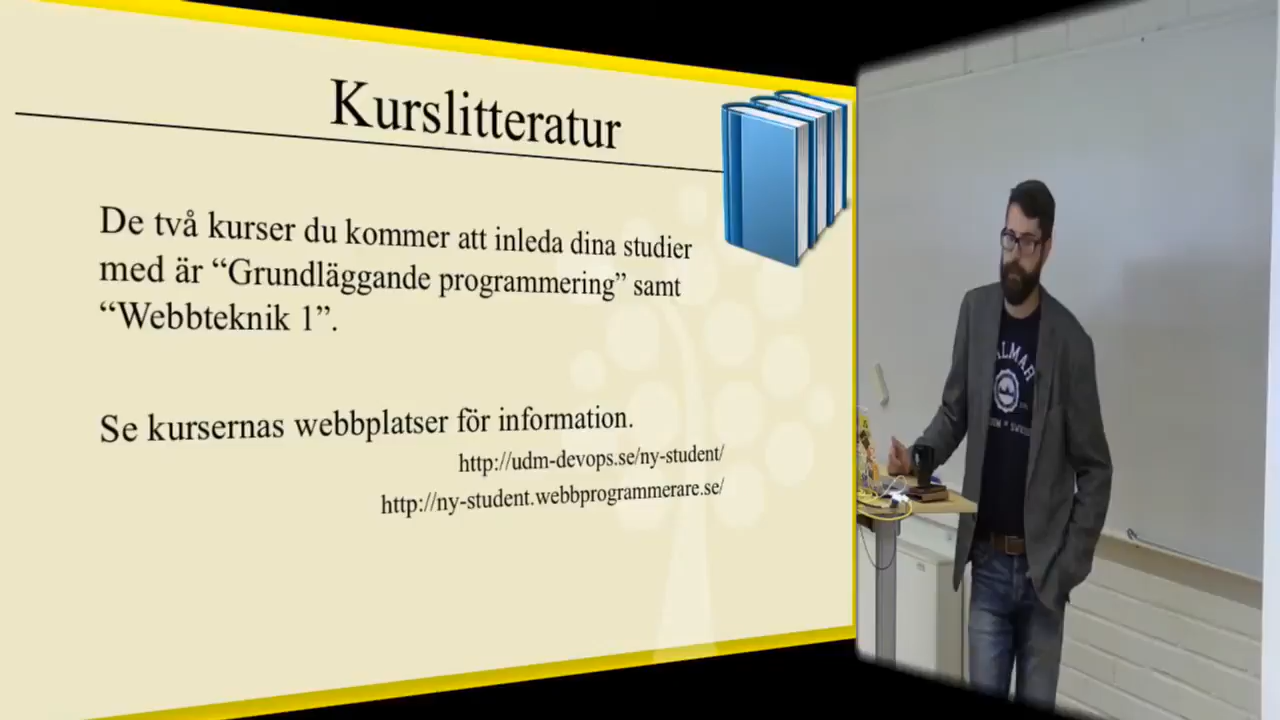 Kurslitteratur
De två kurser du kommer att inleda dina studier
med är “Grundläggande programmering” samt
“Webbteknik 1”.
Se kursernas webbplatser för information.
http://udm-devops.se/ny-student/
http://ny-student.webbprogrammerare.se/
ALMAR